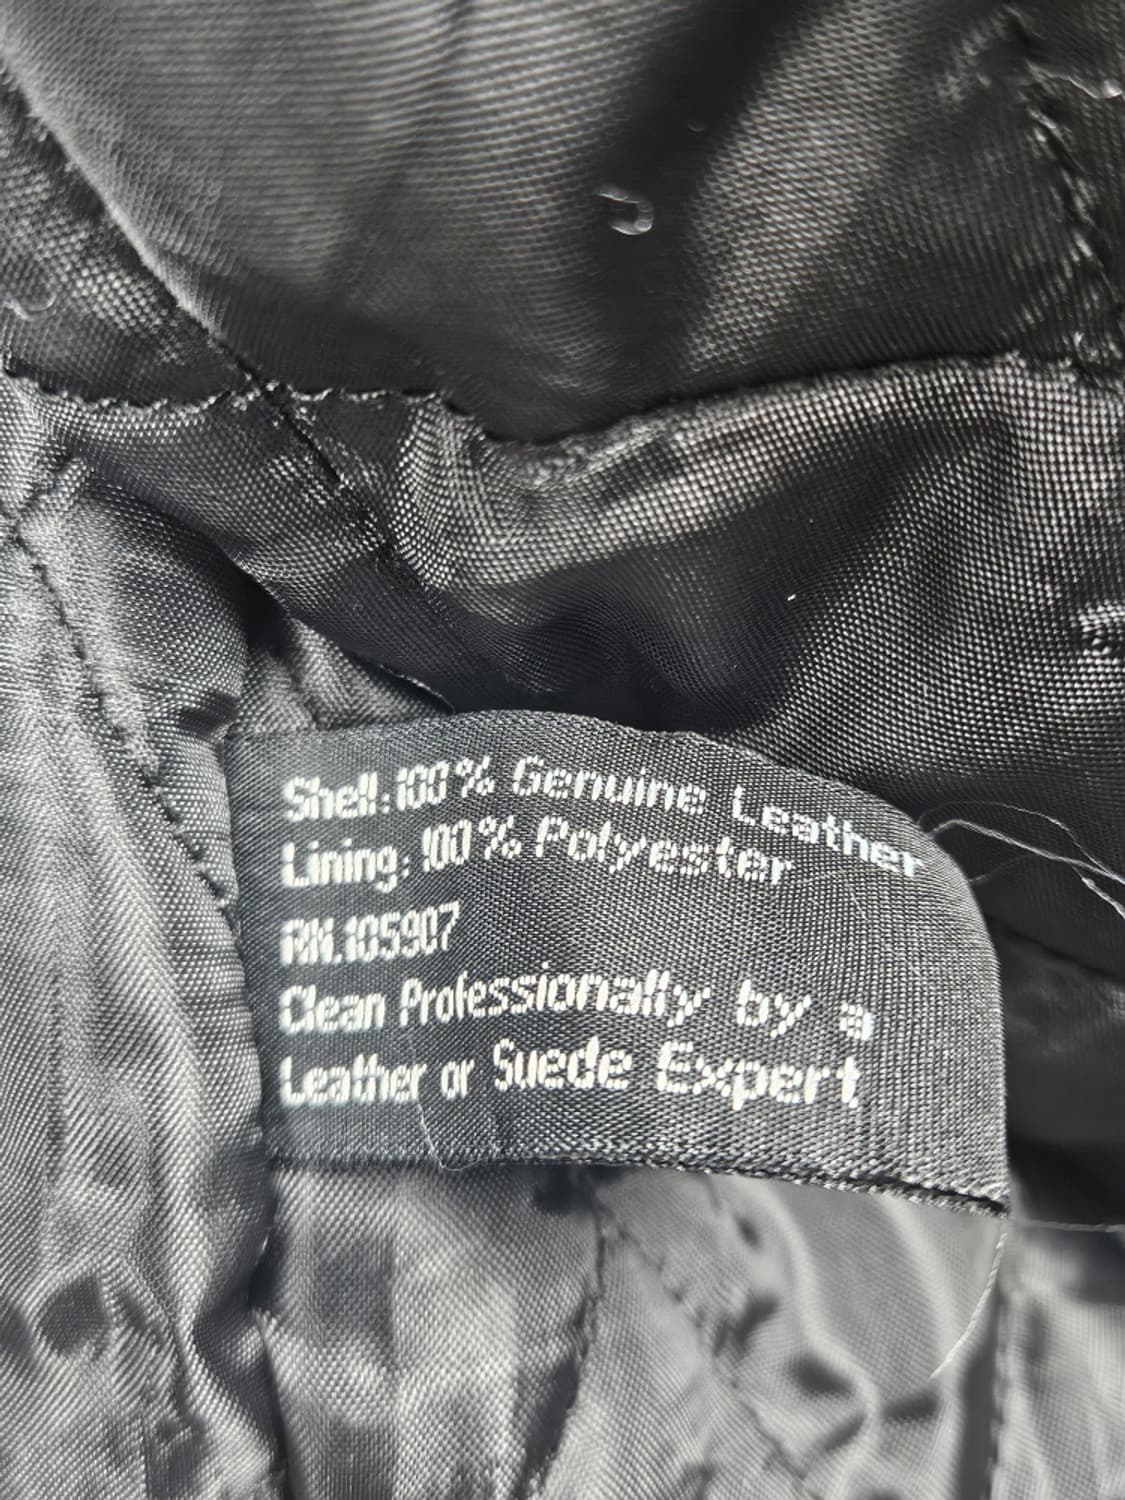 Shell:100% Genuine Leather
Lining: 100% Polyester
RN.105907
Clean Professionally by a
Leather or Suede Expert